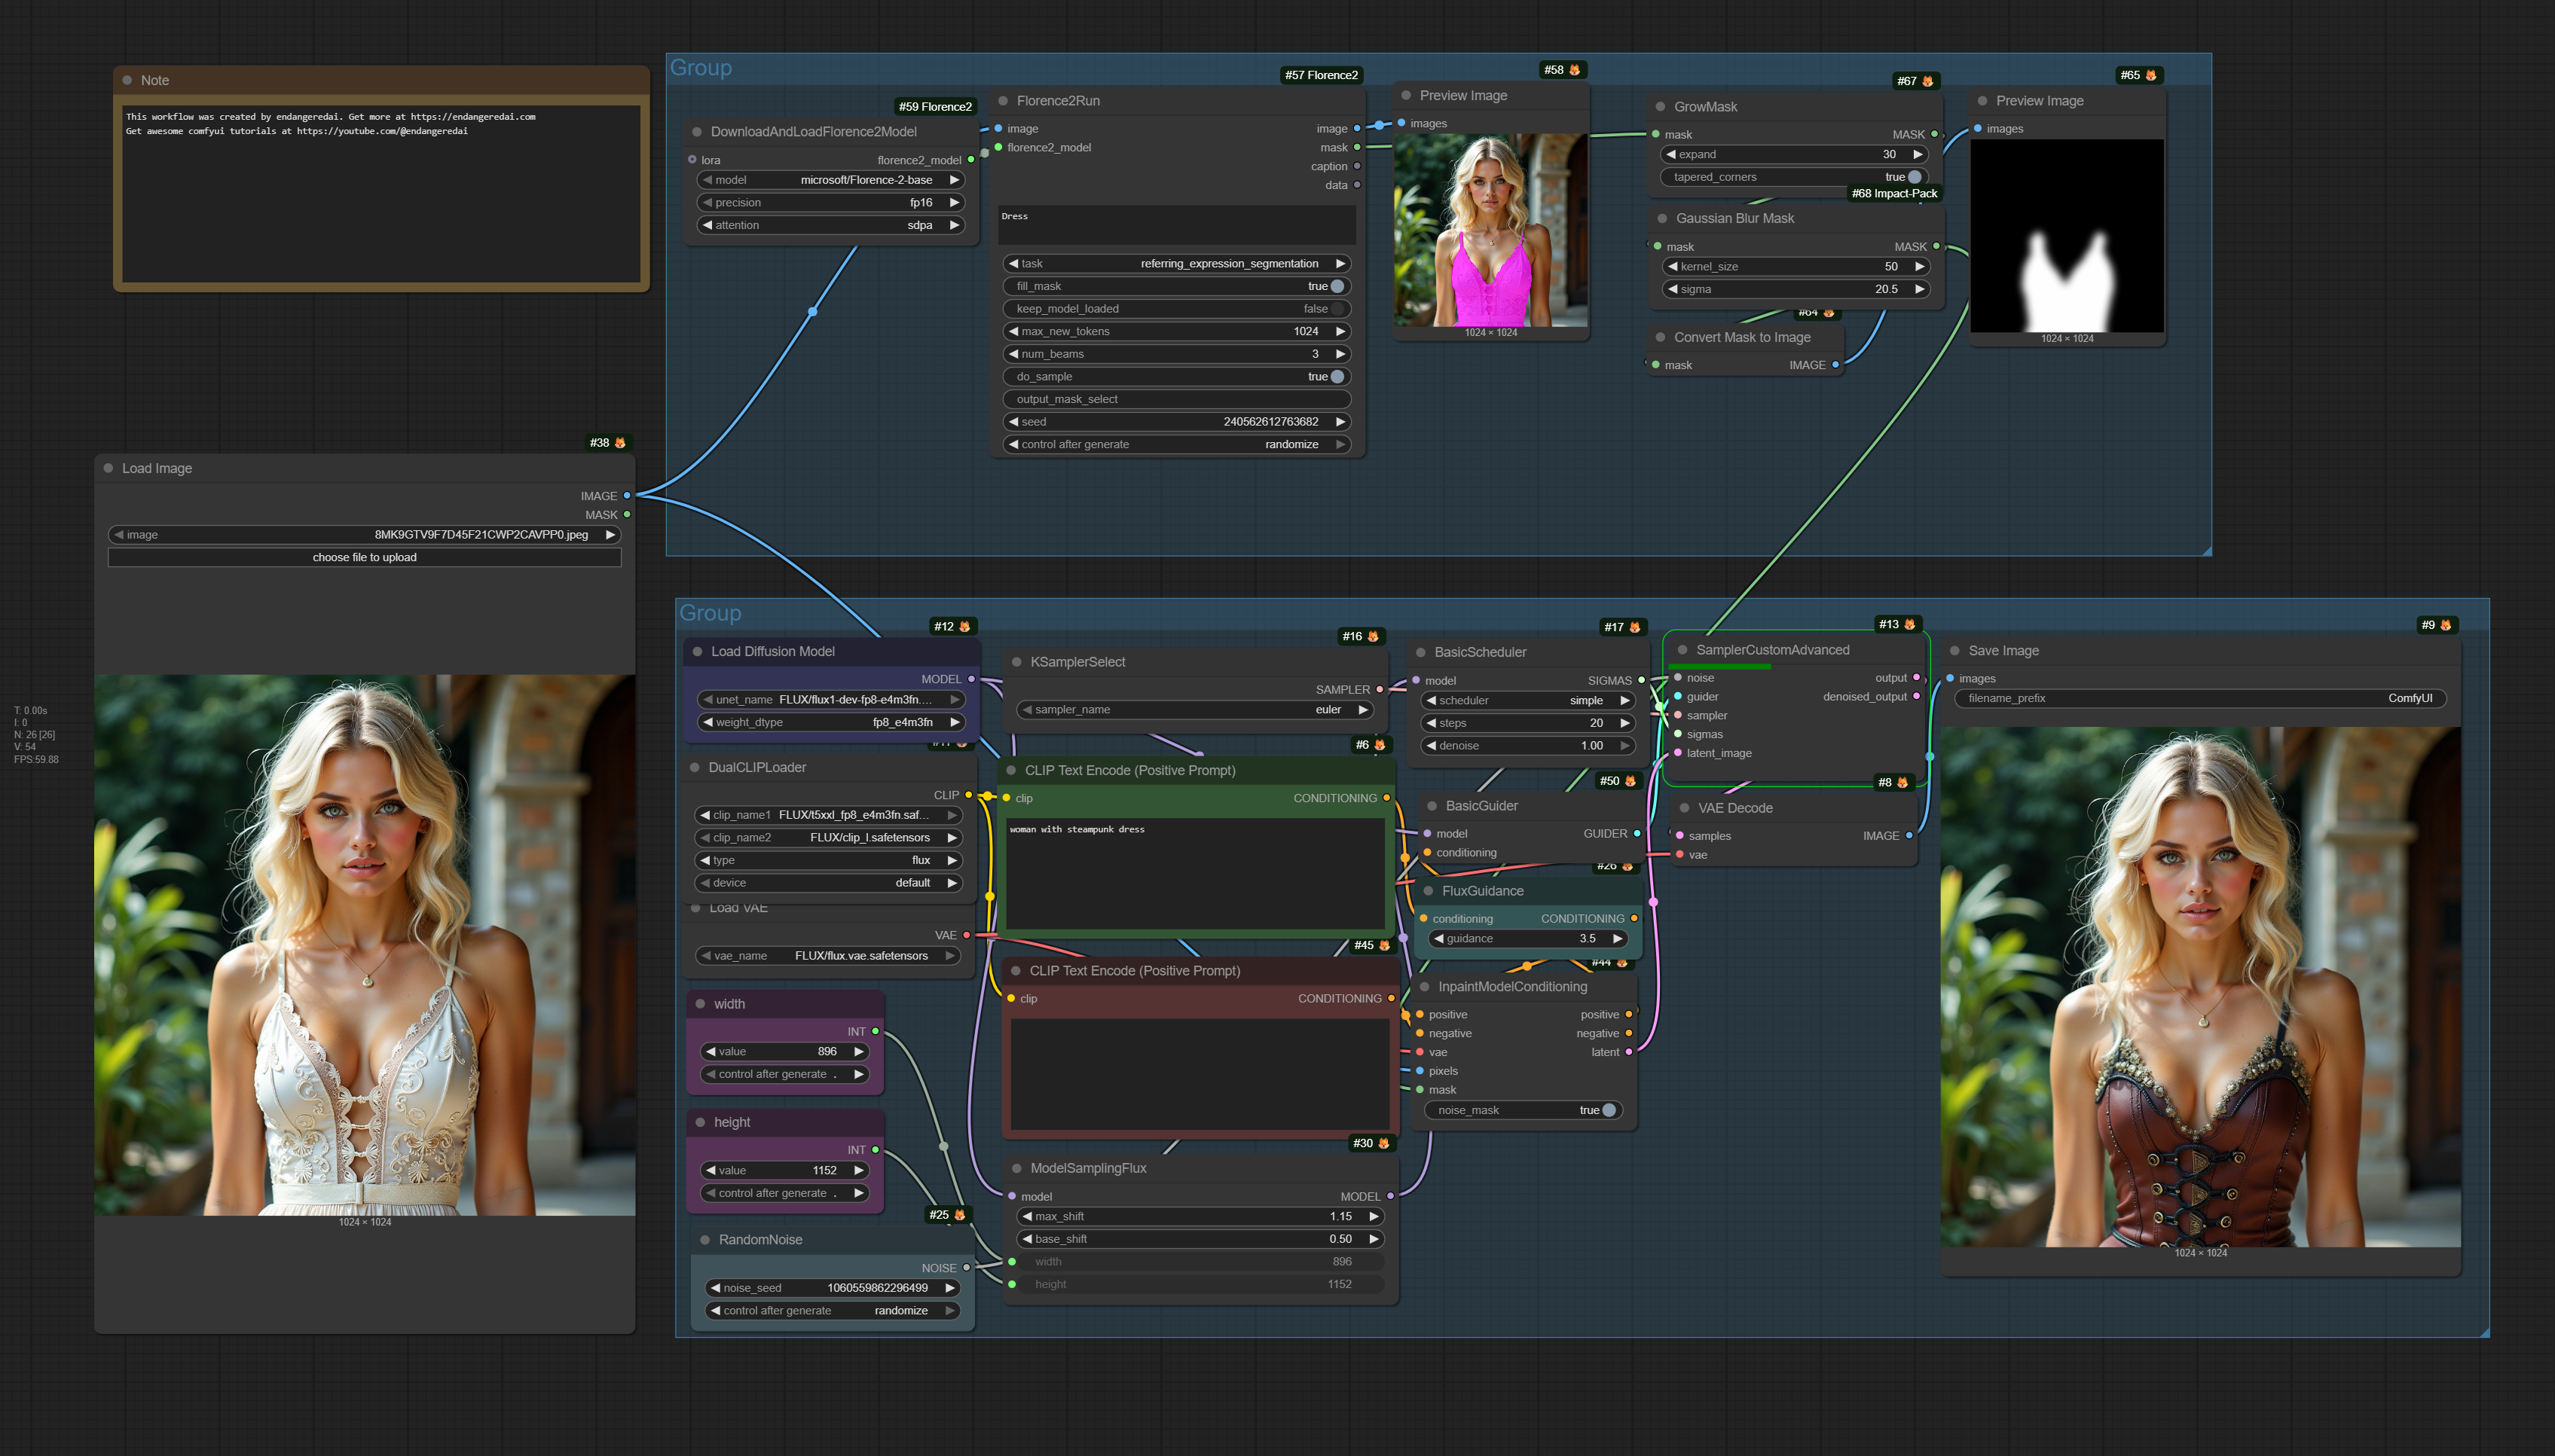 Note
This workflow was created by endangeredai. Get more at https://endangeredai.com
Get awesome comfyui tutorials at https://youtube.com/@endangeredai
#38
Load Image
IMAGE
MASK
image 8MK9GTV9F7D45F21CWP2CAVPP0.jpeg
choose file to upload
1024 × 1024
T: 0.00s
I: 0
N: 26 [26]
V: 54
FPS:59.88
Group
#59 Florence2
DownloadAndLoadFlorence2Model
lora florence2_model
model microsoft/Florence-2-base
precision fp16
attention sdpa
#57 Florence2
Florence2Run
image image
florence2_model mask
caption
data
Dress
task referring_expression_segmentation
fill_mask true
keep_model_loaded false
max_new_tokens 1024
num_beams 3
do_sample true
output_mask_select
seed 240562612763682
control after generate randomize
#58
Preview Image
images
1024 × 1024
#67
GrowMask
mask MASK
expand 30
tapered_corners true
#68 Impact-Pack
Gaussian Blur Mask
mask MASK
kernel_size 50
sigma 20.5
#64
Convert Mask to Image
mask IMAGE
#65
Preview Image
images
1024 × 1024
Group
#12
Load Diffusion Model
MODEL
unet_name FLUX/flux1-dev-fp8-e4m3fn....
weight_dtype fp8_e4m3fn
DualCLIPLoader
CLIP
clip_name1 FLUX/t5xxl_fp8_e4m3fn.saf...
clip_name2 FLUX/clip_l.safetensors
type flux
device default
Load VAE
VAE
vae_name FLUX/flux.vae.safetensors
width
INT
value 896
control after generate .
height
INT
value 1152
control after generate .
#25
RandomNoise
NOISE
noise_seed 1060559862296499
control after generate randomize
#16
KSamplerSelect
SAMPLER
sampler_name euler
#6
CLIP Text Encode (Positive Prompt)
clip CONDITIONING
woman with steampunk dress
#45
CLIP Text Encode (Positive Prompt)
clip CONDITIONING
#30
ModelSamplingFlux
model MODEL
max_shift 1.15
base_shift 0.50
width 896
height 1152
#17
BasicScheduler
model SIGMAS
scheduler simple
steps 20
denoise 1.00
#50
BasicGuider
model GUIDER
conditioning
#26
FluxGuidance
conditioning CONDITIONING
guidance 3.5
#44
InpaintModelConditioning
positive positive
negative negative
vae latent
pixels
mask
noise_mask true
#13
SamplerCustomAdvanced
noise output
guider denoised_output
sampler
sigmas
latent_image
#8
VAE Decode
samples IMAGE
vae
#9
Save Image
images
filename_prefix ComfyUI
1024 × 1024